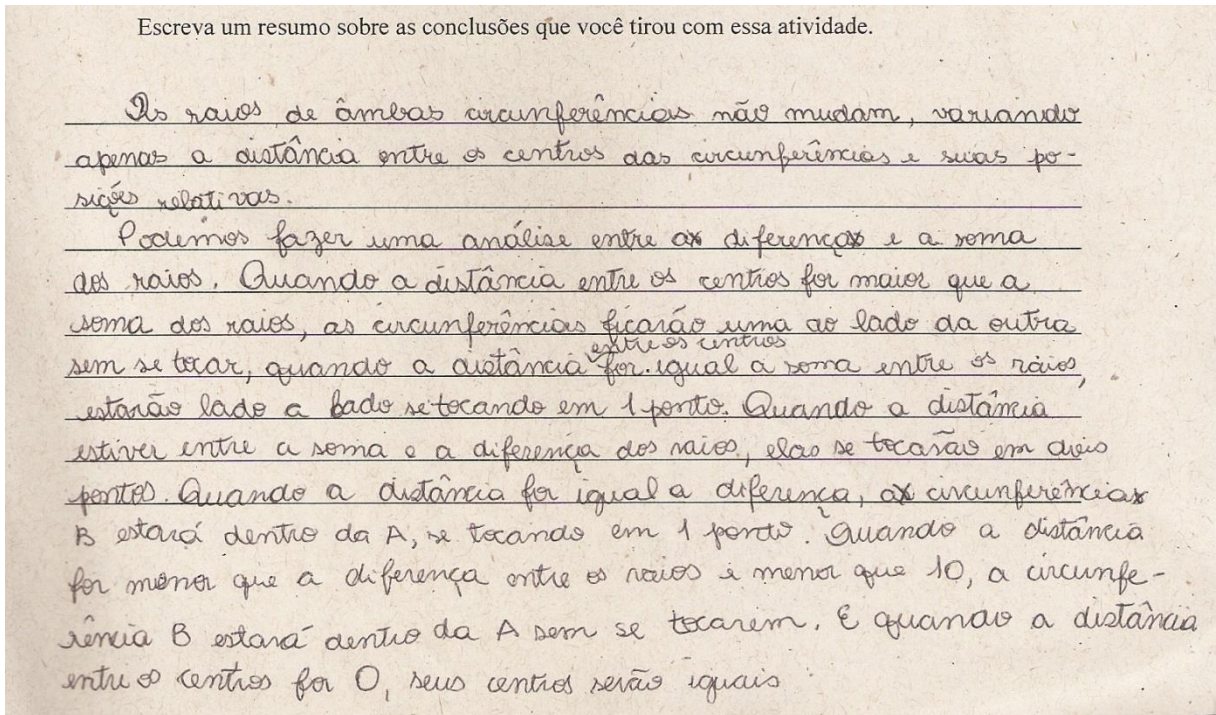 Escreva um resumo sobre as conclusões que você tirou com essa atividade.
Os raios de âmbas circunferências não mudam, variando
apenas a distância entre os centros das circunferências e suas po-
sições relativas.
Podemos fazer uma análise entre a diferença e a soma
dos raios. Quando a distância entre os centros for maior que a
soma dos raios, as circunferências ficarão uma ao lado da outra
sem se tocar, quando a distância entre os centros for igual a soma entre os raios,
estarão lado a lado se tocando em 1 ponto. Quando a distância
estiver entre a soma e a diferença dos raios, elas se tocarão em dois
pontos. Quando a distância for igual a diferença, a circunferência
B estará dentro da A, se tocando em 1 ponto. Quando a distância
for menor que a diferença entre os raios e menor que 10, a circunfe-
rência B estará dentro da A sem se tocarem. E quando a distância
entre os centros for 0, seus centros serão iguais.